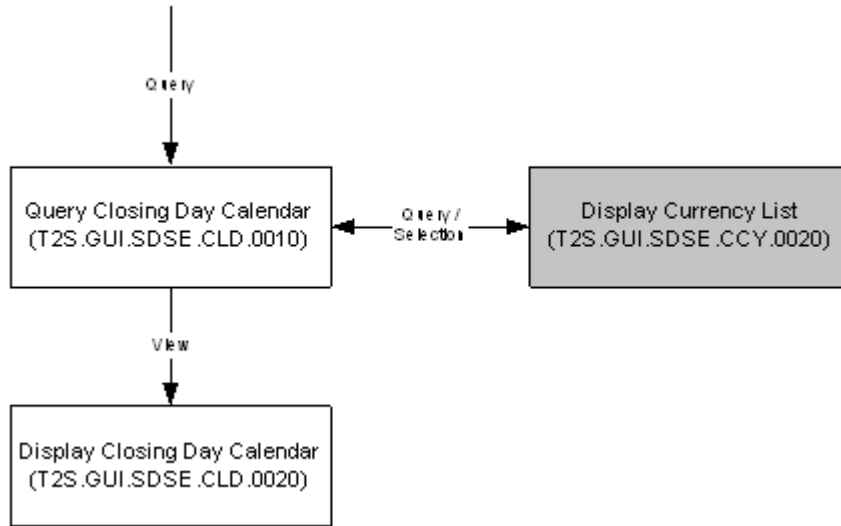 Query
Query Closing Day Calendar
(T2S.GUI.SDSE.CLD.0010)
Query /
Selection
Display Currency List
(T2S.GUI.SDSE.CCY.0020)
View
Display Closing Day Calendar
(T2S.GUI.SDSE.CLD.0020)